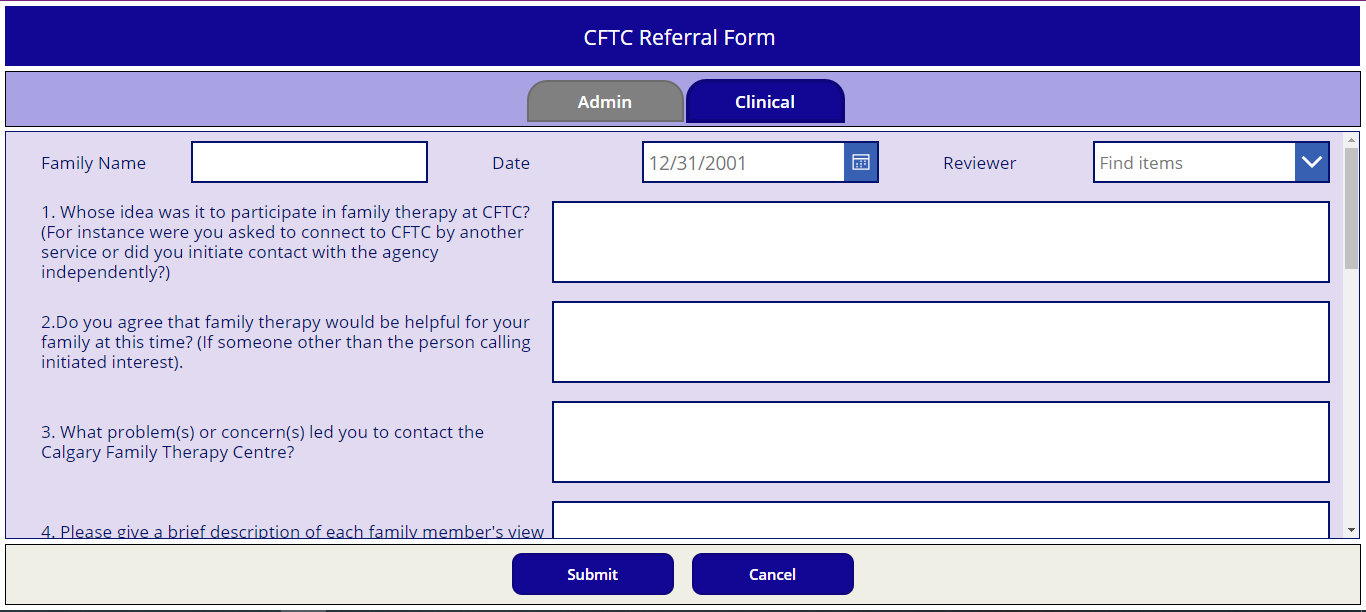 CFTC Referral Form
Admin
Clinical
Family Name
Date
12/31/2001
Reviewer
Find items
1. Whose idea was it to participate in family therapy at CFTC?
(For instance were you asked to connect to CFTC by another
service or did you initiate contact with the agency
independently?)
2.Do you agree that family therapy would be helpful for your
family at this time? (If someone other than the person calling
initiated interest).
3. What problem(s) or concern(s) led you to contact the
Calgary Family Therapy Centre?
4. Please give a brief description of each family member's view
Submit
Cancel